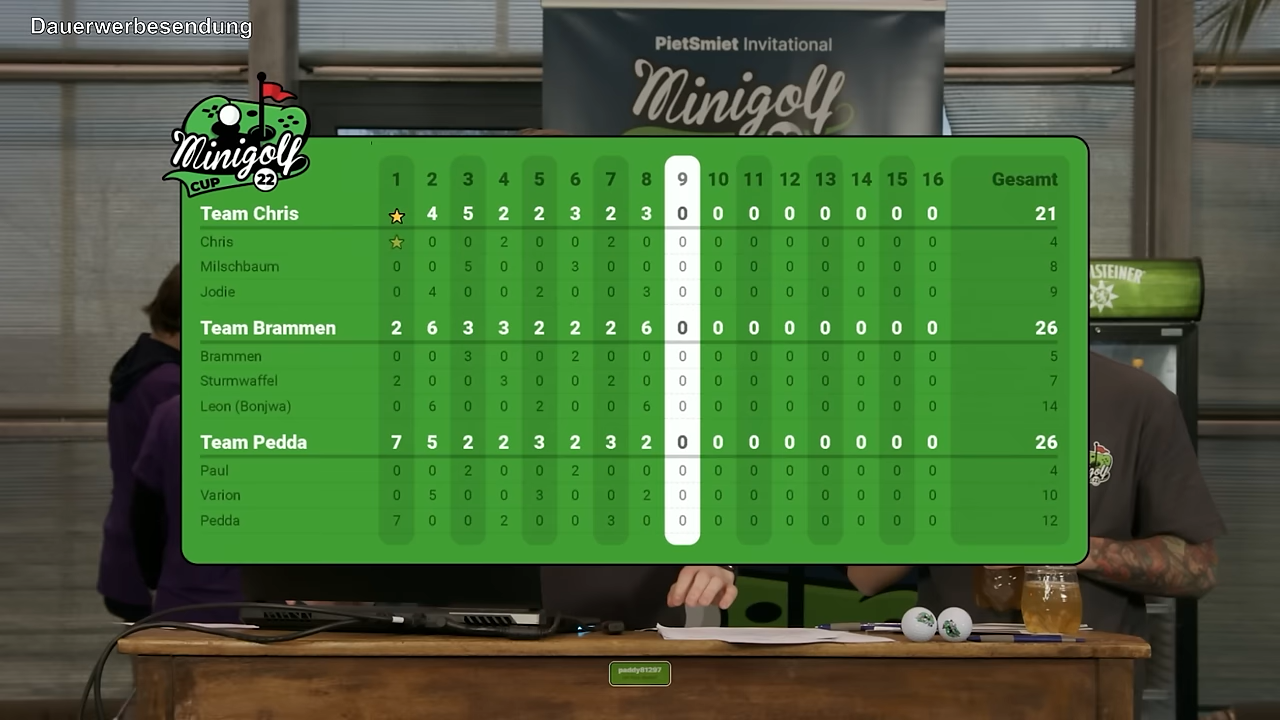 Dauerwerbesendung
PietSmiet Invitational
Minigolf
Minigolf
CUP 22
1 2 3 4 5 6 7 8 9 10 11 12 13 14 15 16 Gesamt
Team Chris ★ 4 5 2 2 3 2 3 0 0 0 0 0 0 0 0 21
Chris ★ 0 0 2 0 0 2 0 0 0 0 0 0 0 0 0 4
Milschbaum 0 0 5 0 0 3 0 0 0 0 0 0 0 0 0 0 8
Jodie 0 4 0 0 2 0 0 3 0 0 0 0 0 0 0 0 9
Team Brammen 2 6 3 3 2 2 2 6 0 0 0 0 0 0 0 0 26
Brammen 0 0 3 0 0 2 0 0 0 0 0 0 0 0 0 0 5
Sturmwaffel 2 0 0 3 0 0 2 0 0 0 0 0 0 0 0 0 7
Leon (Bonjwa) 0 6 0 0 2 0 0 6 0 0 0 0 0 0 0 0 14
Team Pedda 7 5 2 2 3 2 3 2 0 0 0 0 0 0 0 0 26
Paul 0 0 2 0 0 2 0 0 0 0 0 0 0 0 0 0 4
Varion 0 5 0 0 3 0 0 2 0 0 0 0 0 0 0 0 10
Pedda 7 0 0 2 0 0 3 0 0 0 0 0 0 0 0 0 12
ASTEINER
peddy81297